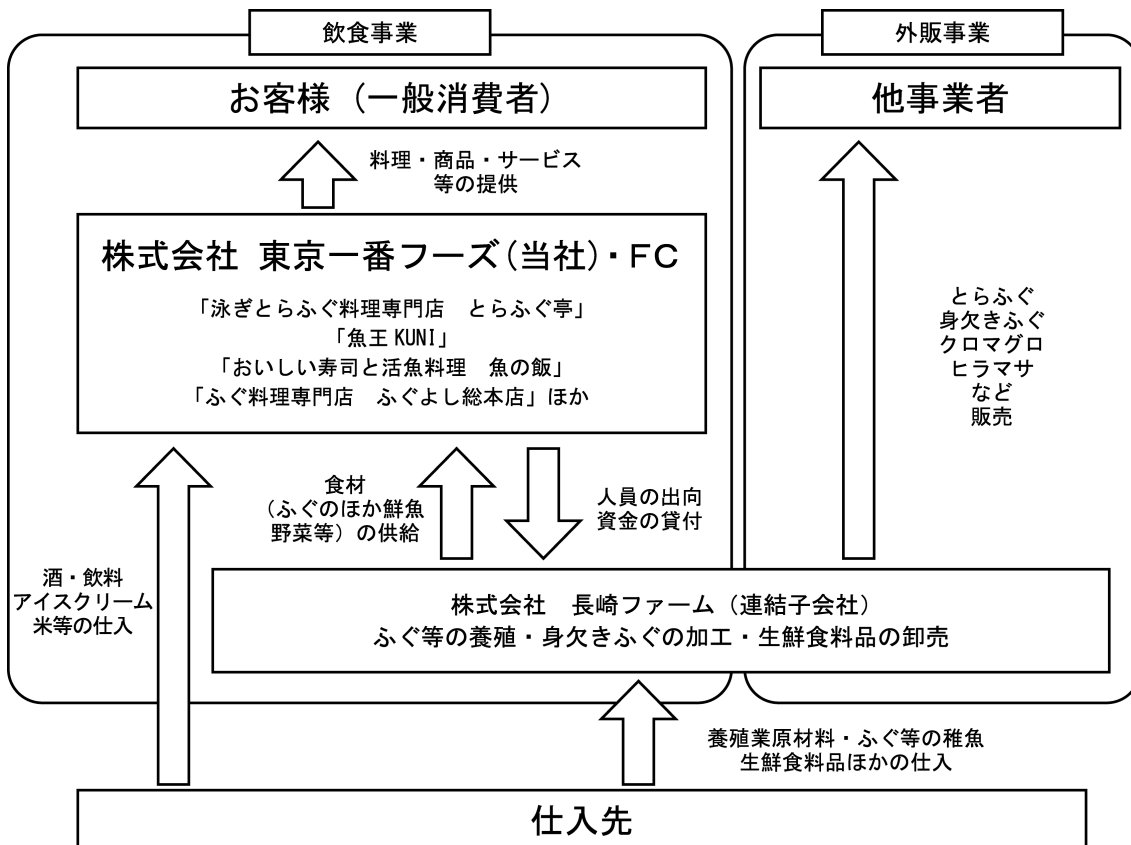 飲食事業
外販事業
お客様（一般消費者）
他事業者
料理・商品・サービス
等の提供
株式会社 東京一番フーズ(当社)・FC
「泳ぎとらふぐ料理専門店　とらふぐ亭」
「魚王 KUNI」
「おいしい寿司と活魚料理　魚の飯」
「ふぐ料理専門店　ふぐよし総本店」ほか
とらふぐ
身欠きふぐ
クロマグロ
ヒラマサ
など
販売
食材
（ふぐのほか鮮魚
野菜等）の供給
人員の出向
資金の貸付
酒・飲料
アイスクリーム
米等の仕入
株式会社　長崎ファーム（連結子会社）
ふぐ等の養殖・身欠きふぐの加工・生鮮食料品の卸売
養殖業原材料・ふぐ等の稚魚
生鮮食料品ほかの仕入
仕入先